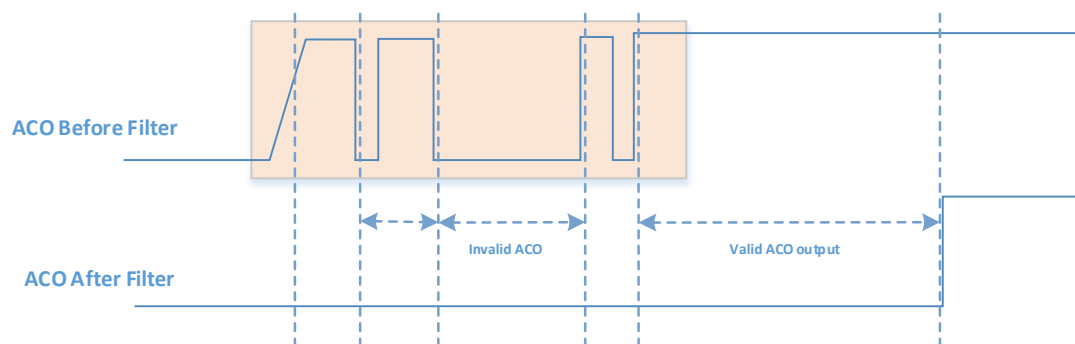 ACO Before Filter
Invalid ACO
Valid ACO output
ACO After Filter